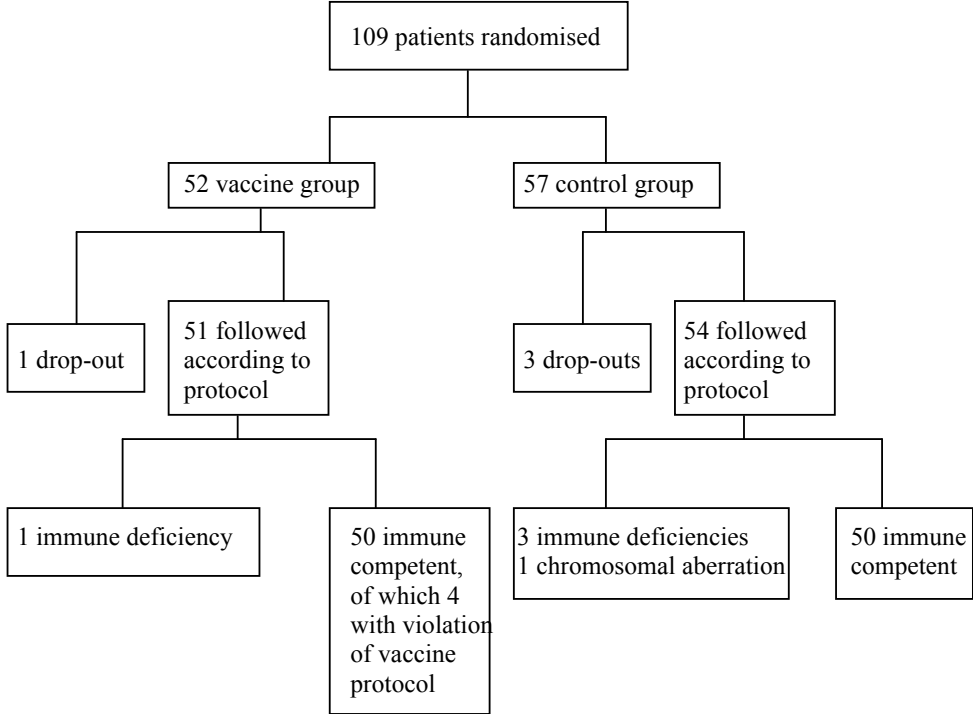 109 patients randomised
52 vaccine group
57 control group
1 drop-out
51 followed
according to
protocol
3 drop-outs
54 followed
according to
protocol
1 immune deficiency
50 immune
competent,
of which 4
with violation
of vaccine
protocol
3 immune deficiencies
1 chromosomal aberration
50 immune
competent